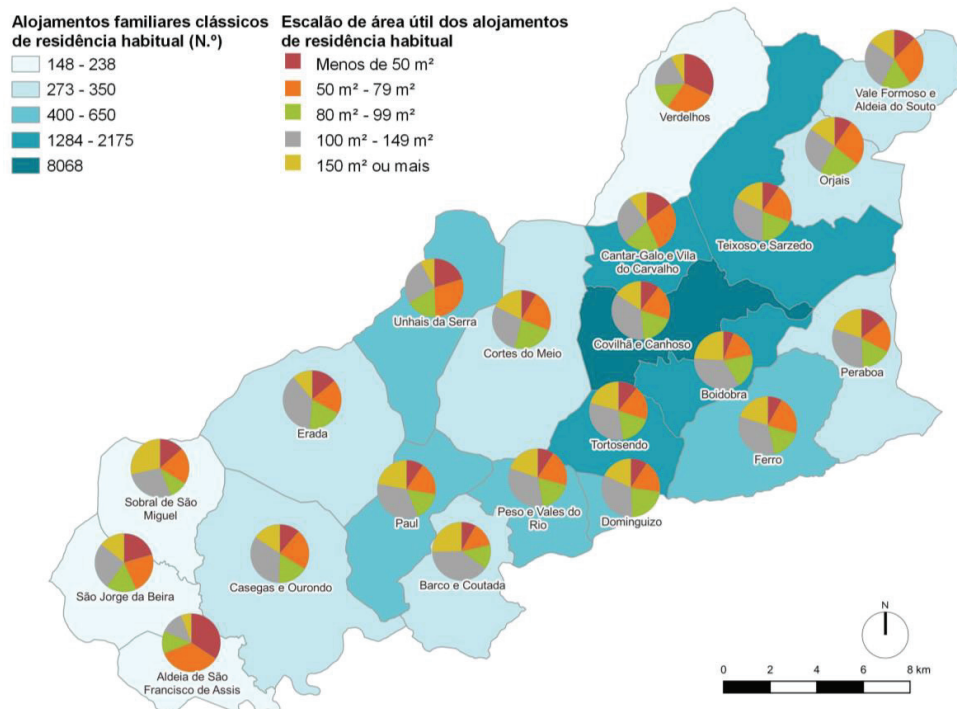 Alojamentos familiares clássicos
de residência habitual (N.º)
148 - 238
273 - 350
400 - 650
1284 - 2175
8068
Escalão de área útil dos alojamentos
de residência habitual
Menos de 50 m²
50 m² - 79 m²
80 m² - 99 m²
100 m² - 149 m²
150 m² ou mais
Verdelhos
Vale Formoso e
Aldeia do Souto
Orjais
Teixoso e Sarzedo
Cantar-Galo e Vila
do Carvalho
Unhais da Serra
Cortes do Meio
Covilhã e Canhoso
Peraboa
Boidobra
Erada
Tortosendo
Ferro
Sobral de São
Miguel
Paul
Peso e Vales do
Rio
Dominguizo
São Jorge da Beira
Casegas e Ourondo
Barco e Coutada
Aldeia de São
Francisco de Assis
N
0 2 4 6 8 km